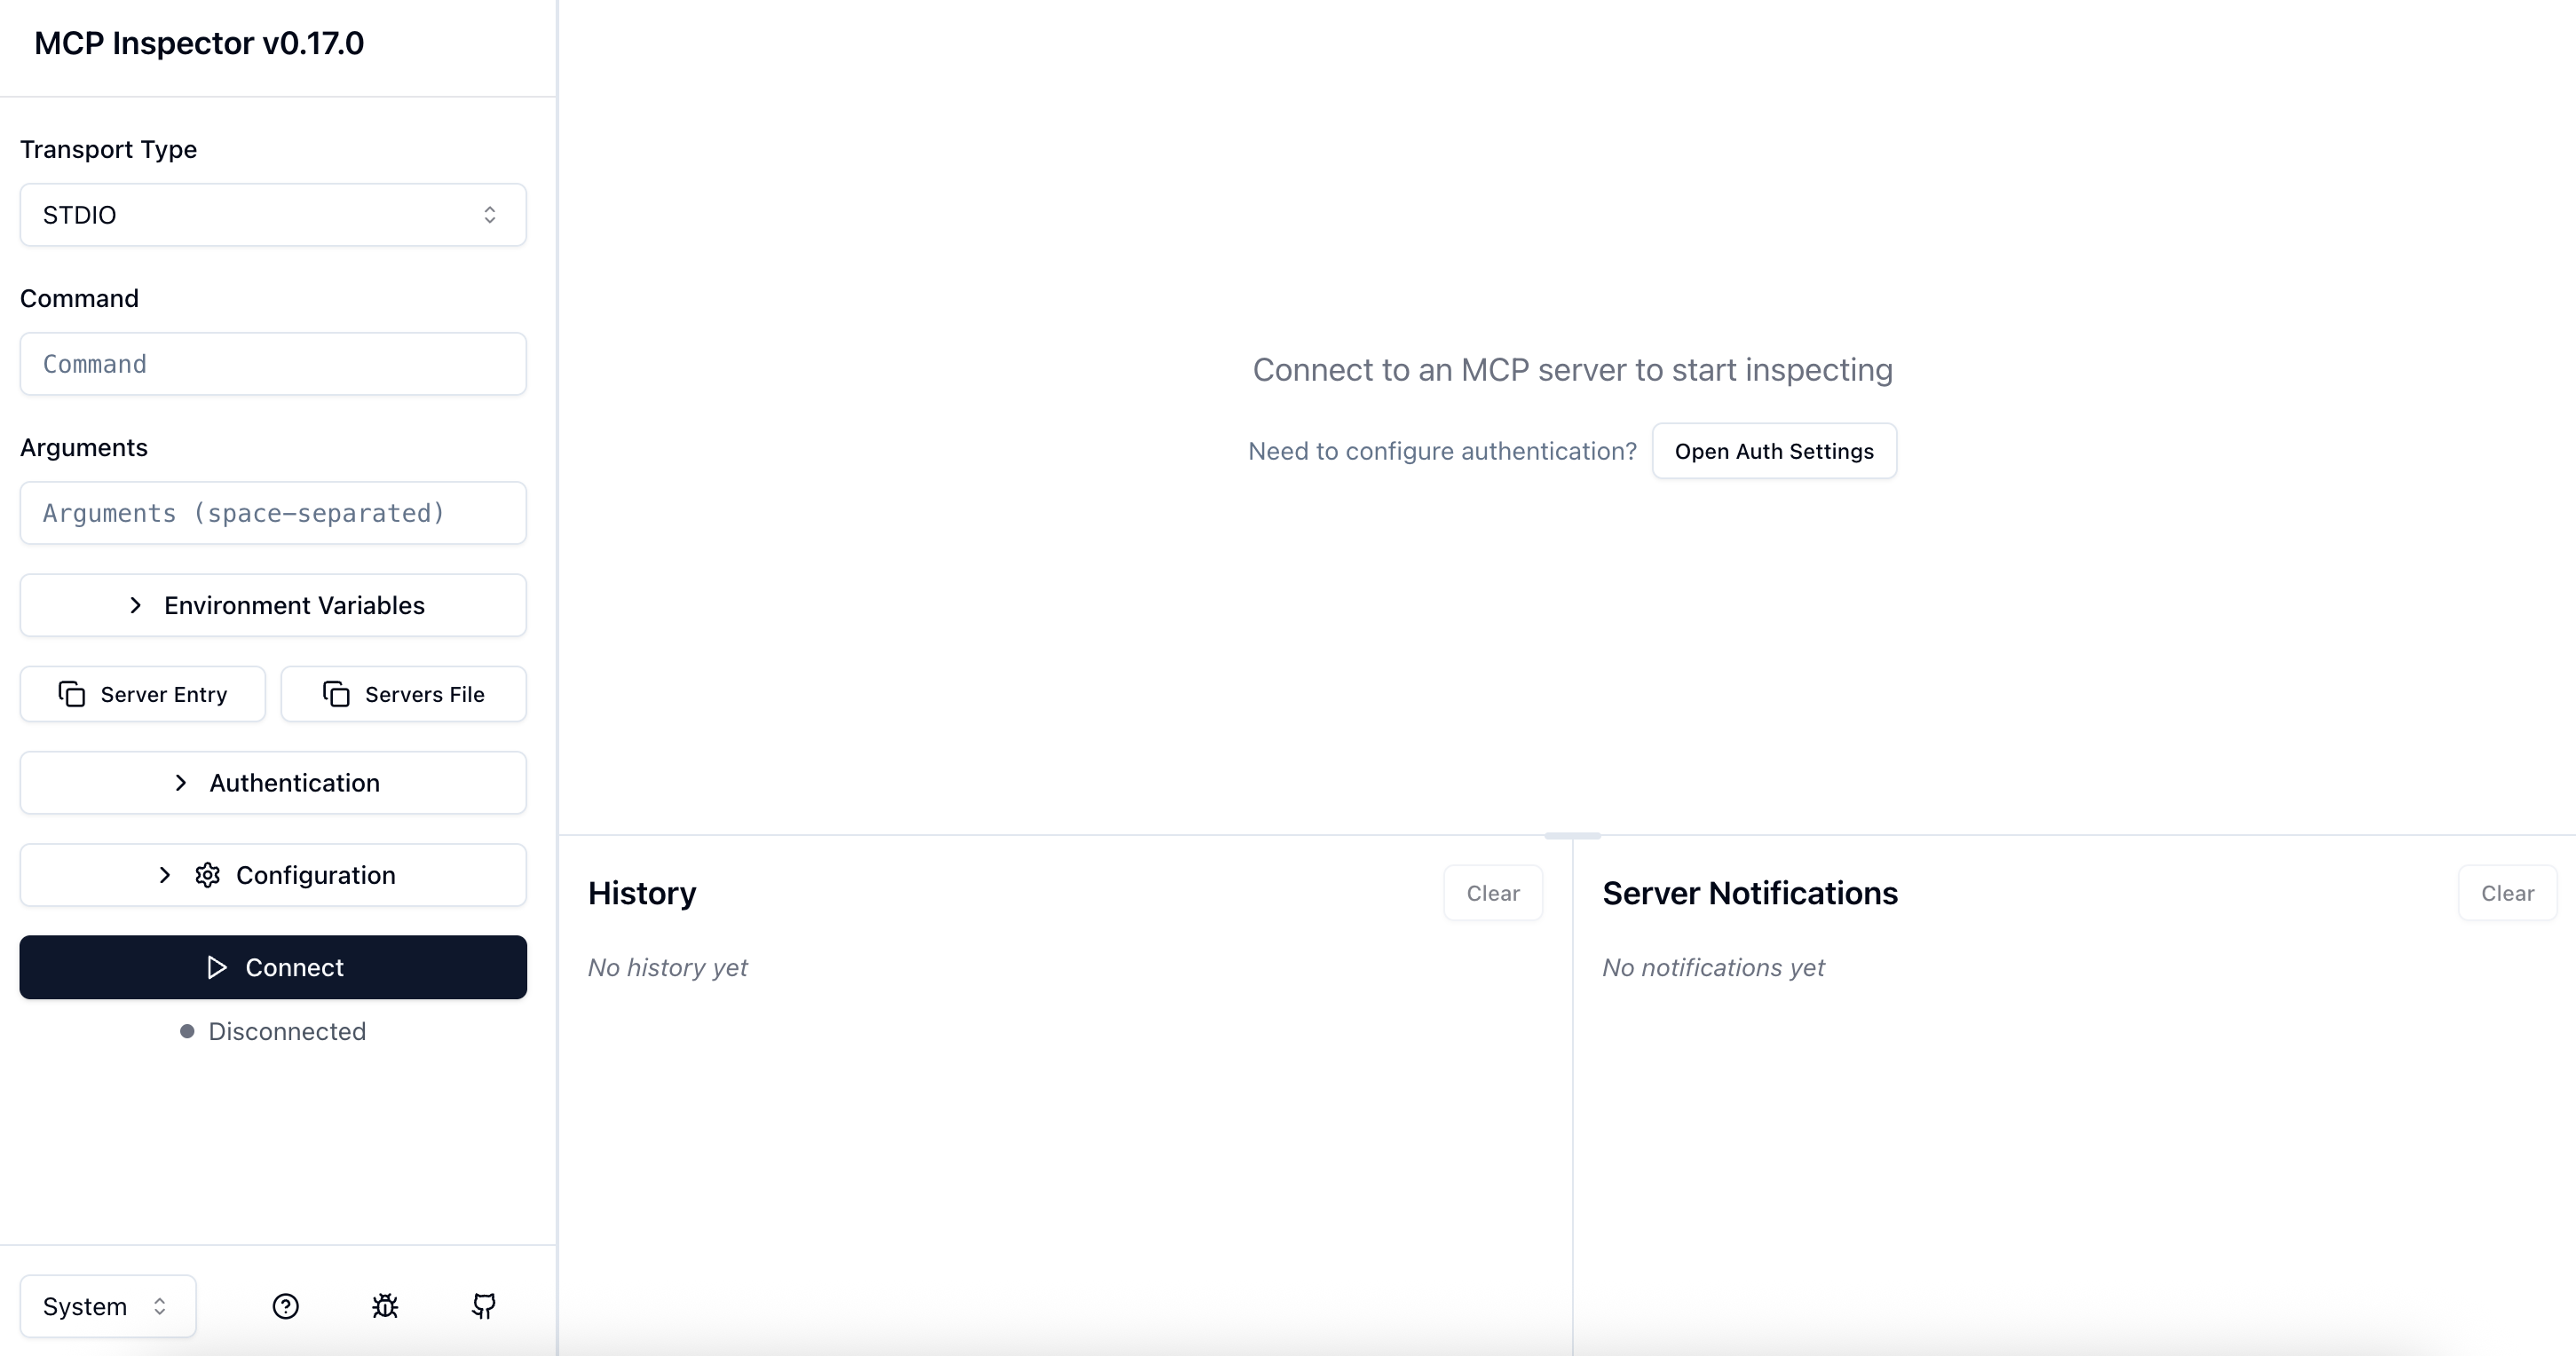 MCP Inspector v0.17.0
Transport Type
STDIO
Command
Command
Arguments
Arguments (space-separated)
Environment Variables
Server Entry
Servers File
Authentication
Configuration
Connect
Disconnected
System
Connect to an MCP server to start inspecting
Need to configure authentication?
Open Auth Settings
History
Clear
No history yet
Server Notifications
Clear
No notifications yet